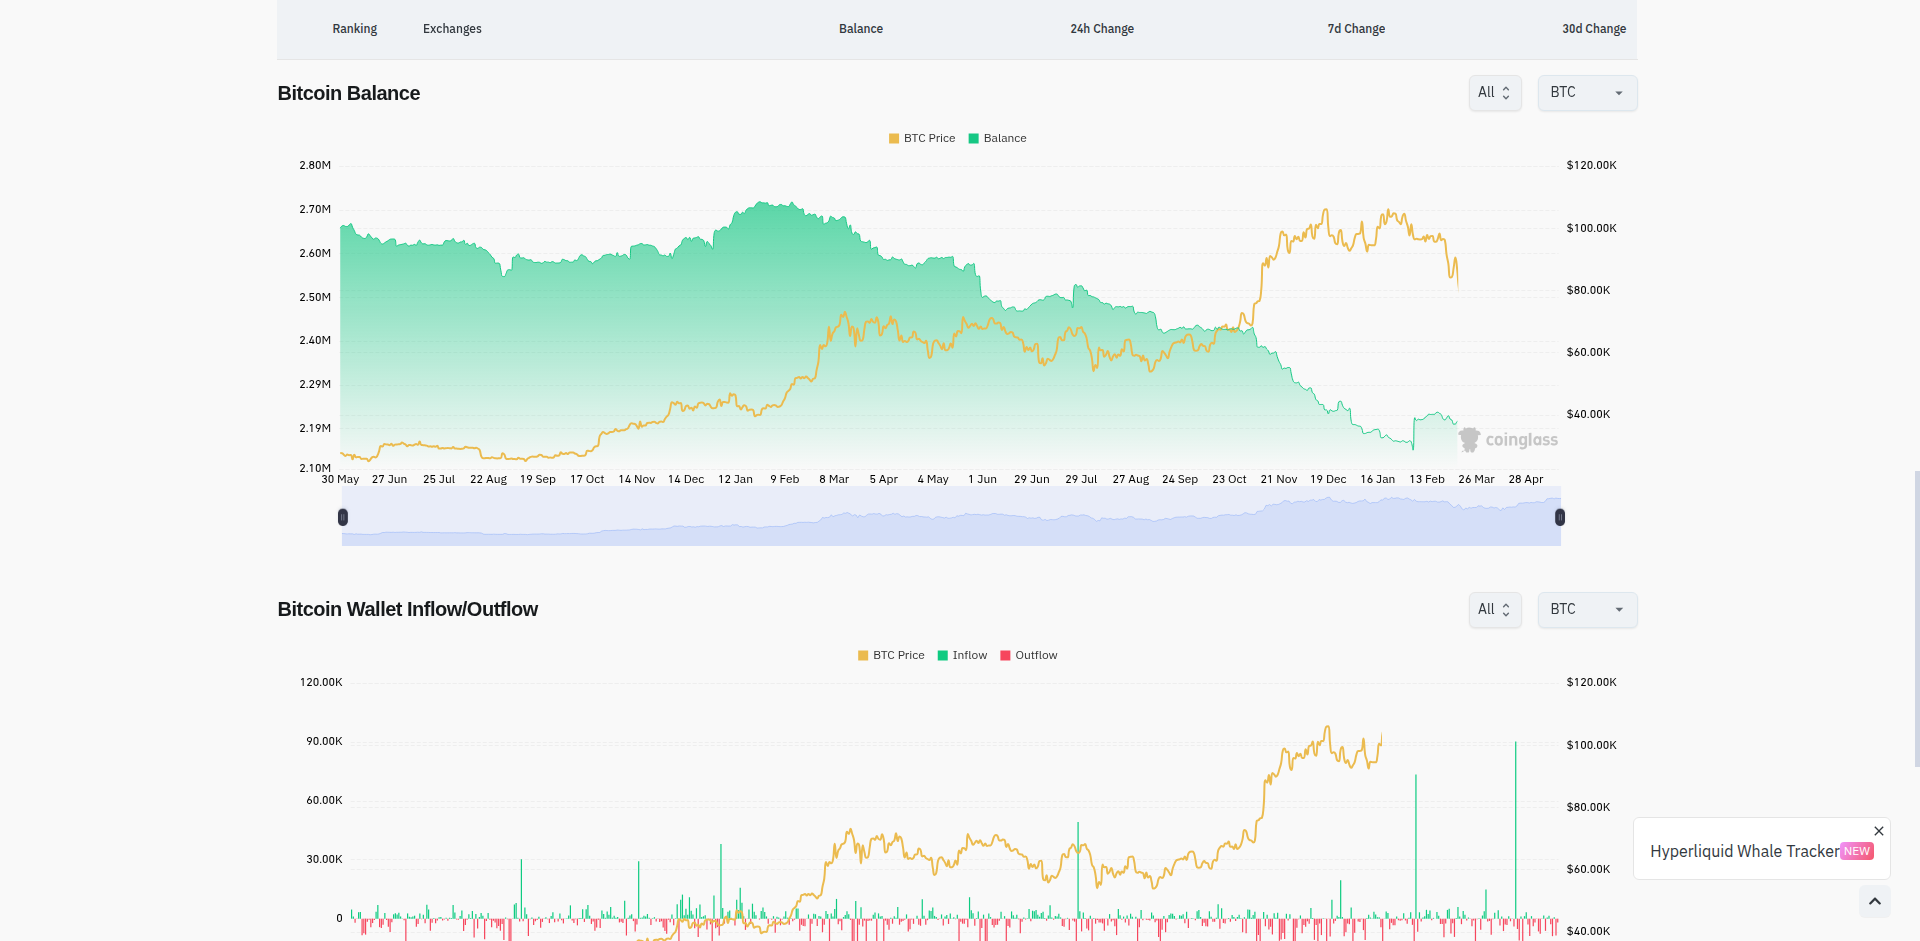 Ranking Exchanges Balance 24h Change 7d Change 30d Change
Bitcoin Balance
All BTC
BTC Price Balance
2.80M $120.00K
2.70M
$100.00K
2.60M
2.50M $80.00K
2.40M
$60.00K
2.29M
$40.00K
2.19M
coinglass
2.10M
30 May 27 Jun 25 Jul 22 Aug 19 Sep 17 Oct 14 Nov 14 Dec 12 Jan 9 Feb 8 Mar 5 Apr 4 May 1 Jun 29 Jun 29 Jul 27 Aug 24 Sep 23 Oct 21 Nov 19 Dec 16 Jan 13 Feb 26 Mar 28 Apr
Bitcoin Wallet Inflow/Outflow
All BTC
BTC Price Inflow Outflow
120.00K $120.00K
90.00K $100.00K
60.00K $80.00K
30.00K $60.00K
0
$40.00K
Hyperliquid Whale Tracker NEW